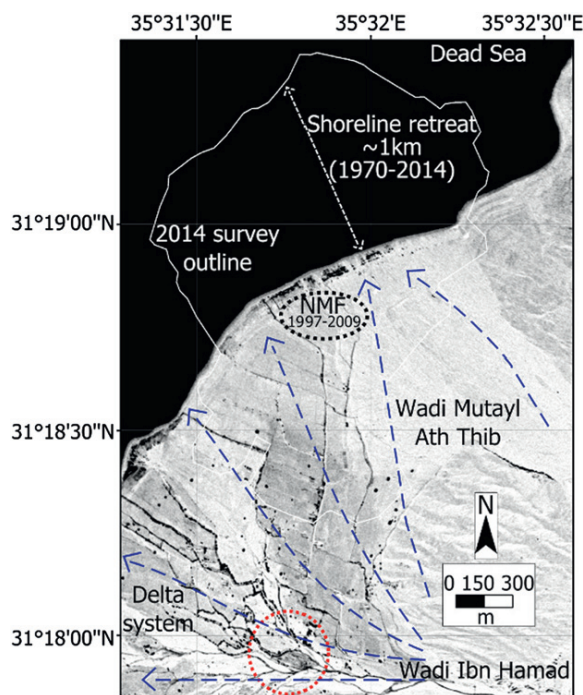 35°31'30"E
35°32'E
35°32'30"E
Dead Sea
Shoreline retreat
~1km
(1970-2014)
31°19'00"N
2014 survey
outline
NMF
1997-2009
31°18'30"N
Wadi Mutayl
Ath Thib
N
0 150 300
m
Delta
system
31°18'00"N
Wadi Ibn Hamad